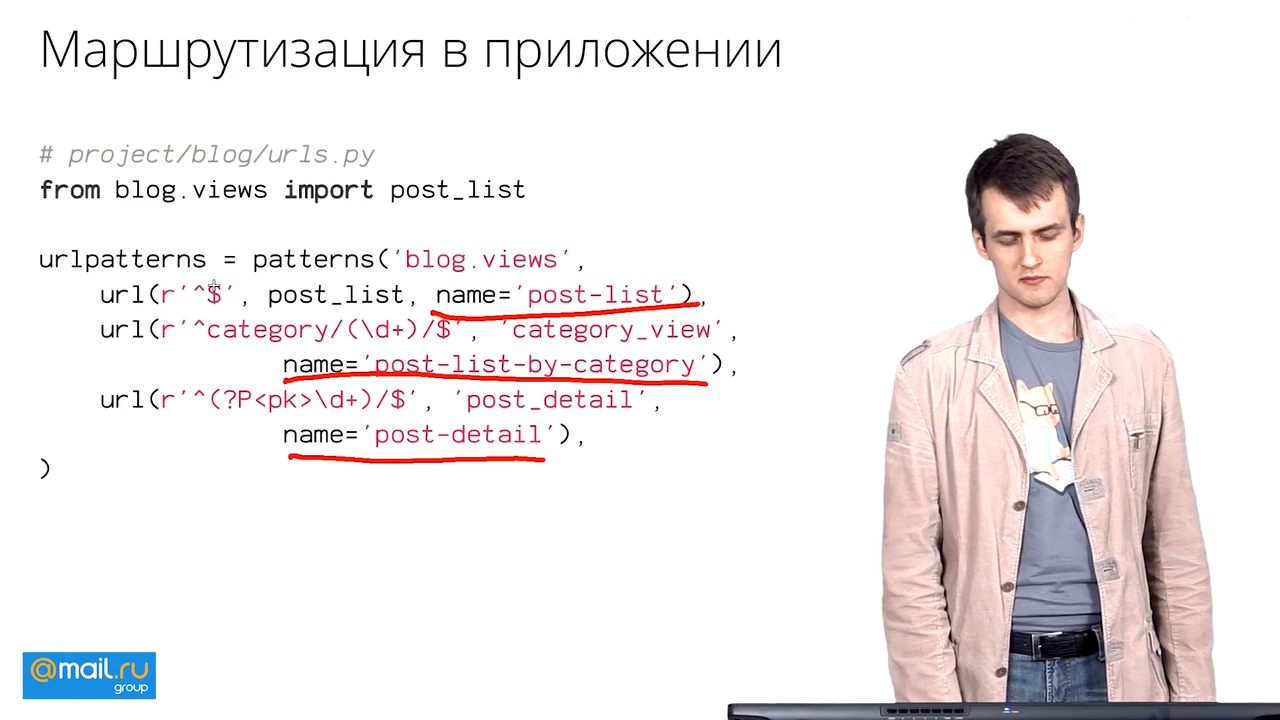 Маршрутизация в приложении
# project/blog/urls.py
from blog.views import post_list
urlpatterns = patterns('blog.views',
url(r'^$', post_list, name='post-list'),
url(r'^category/(\d+)/$', 'category_view',
name='post-list-by-category'),
url(r'^(?P<pk>\d+)/$', 'post_detail',
name='post-detail'),
)
@mail.ru
group